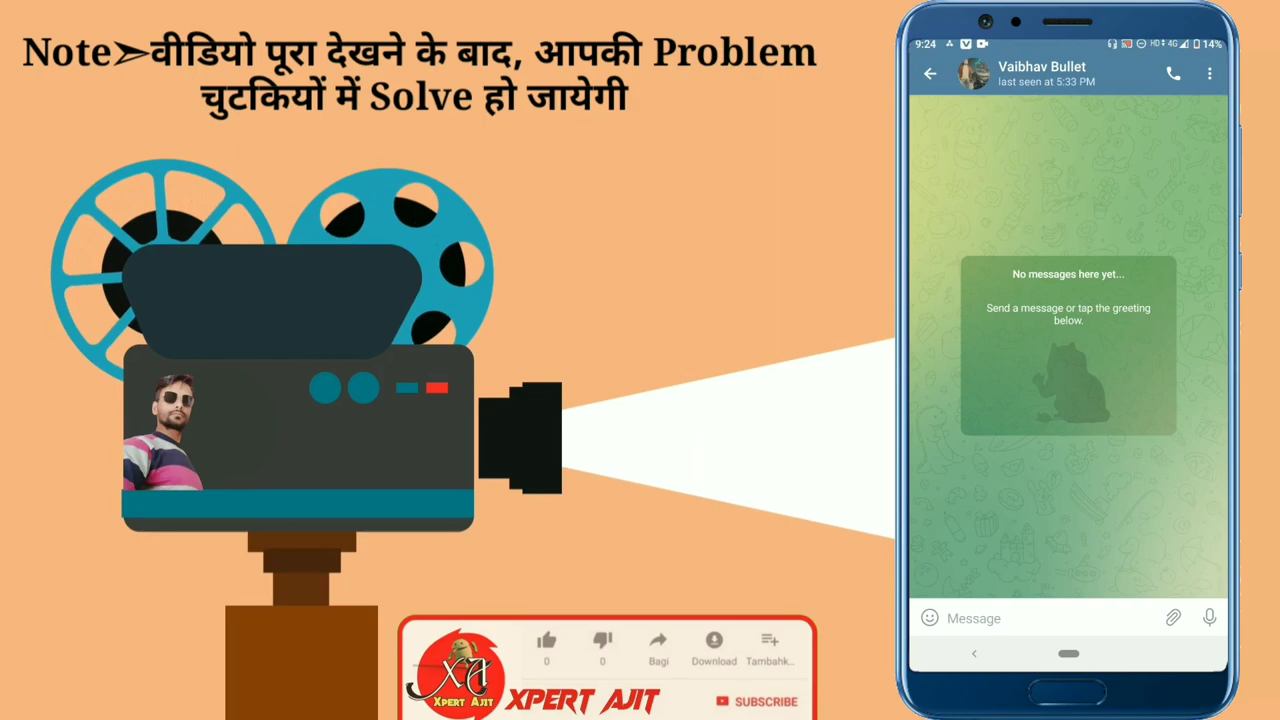 Note➢वीडियो पूरा देखने के बाद, आपकी Problem
चुटकियों में Solve हो जायेगी
9:24
HD 4G 14%
Vaibhav Bullet
last seen at 5:33 PM
No messages here yet...
Send a message or tap the greeting
below.
Message
0 0 Bagi Download Tambahk...
XA
XPERT AJIT
XPERT AJIT
SUBSCRIBE